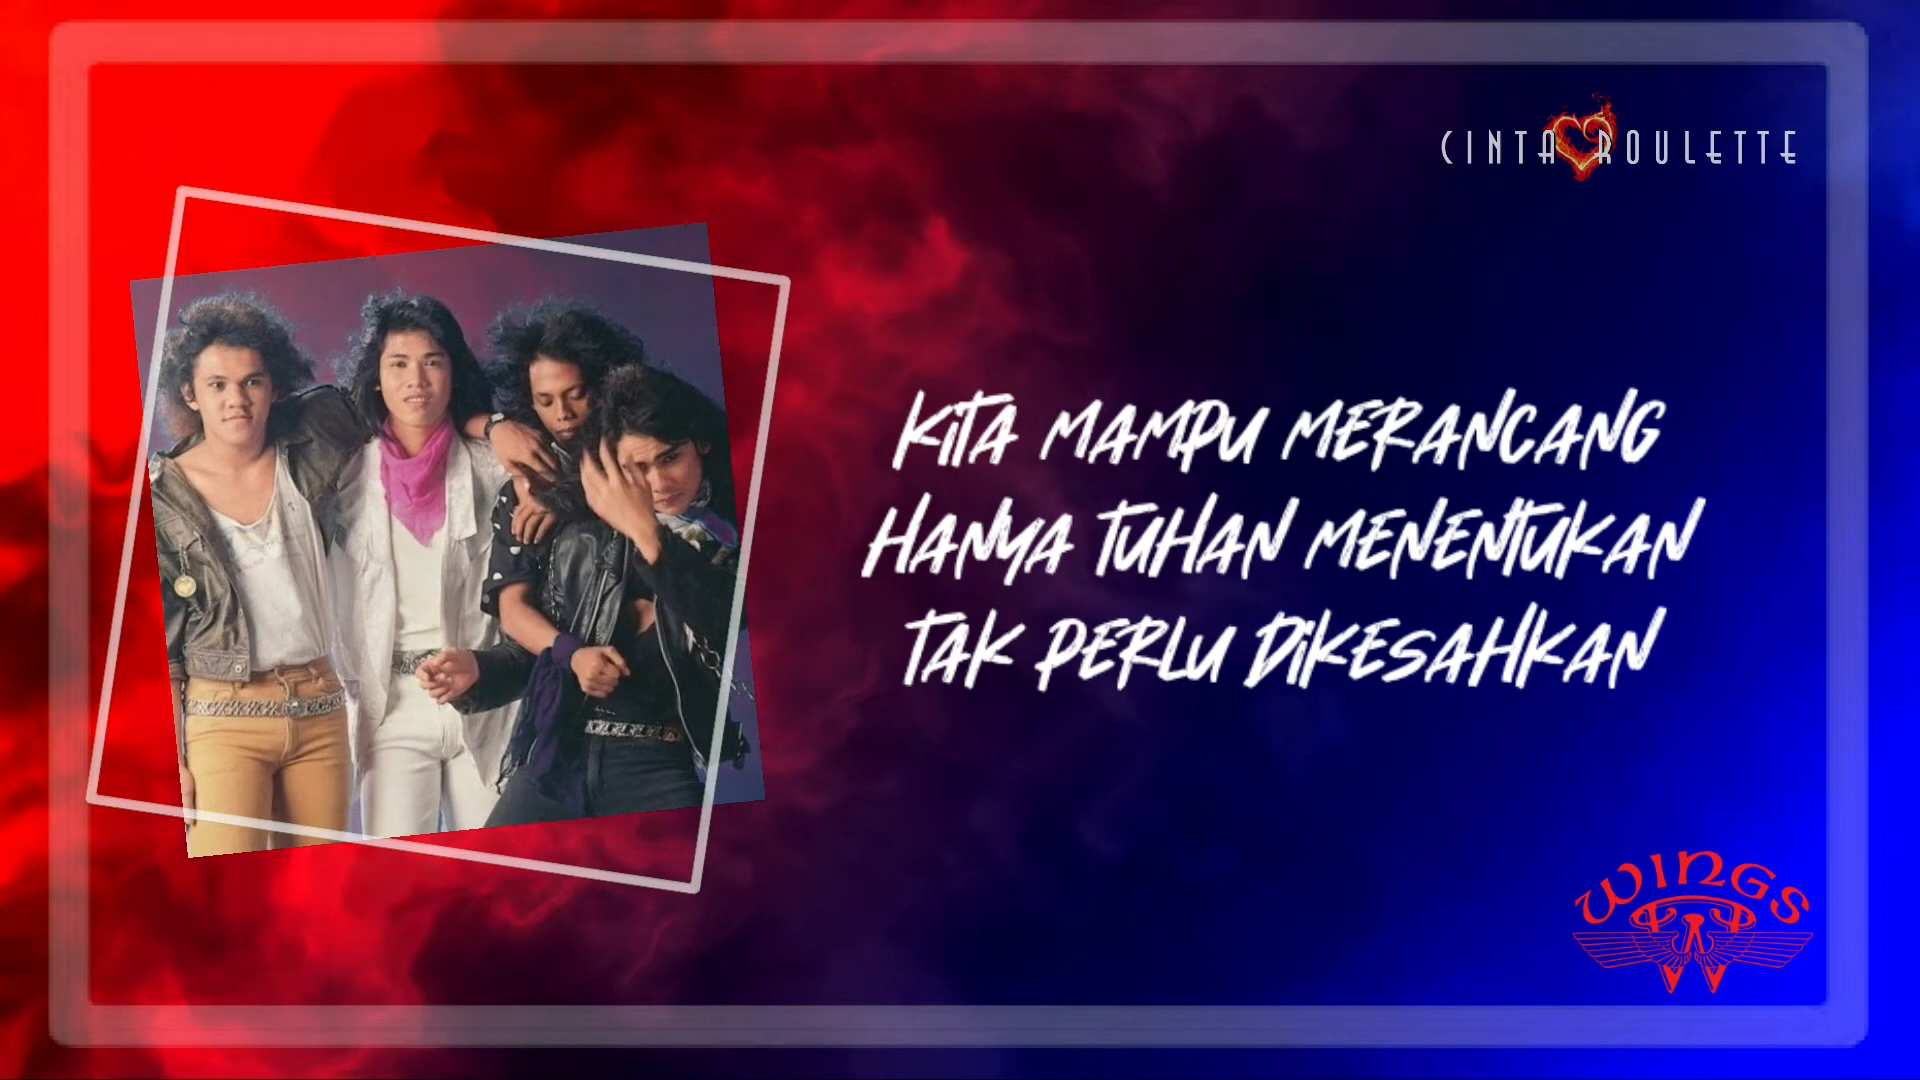 CINTA ROULETTE
KITA MAMPU MERANCANG
HANYA TUHAN MENENTUKAN
TAK PERLU DIKESAHKAN
WINGS